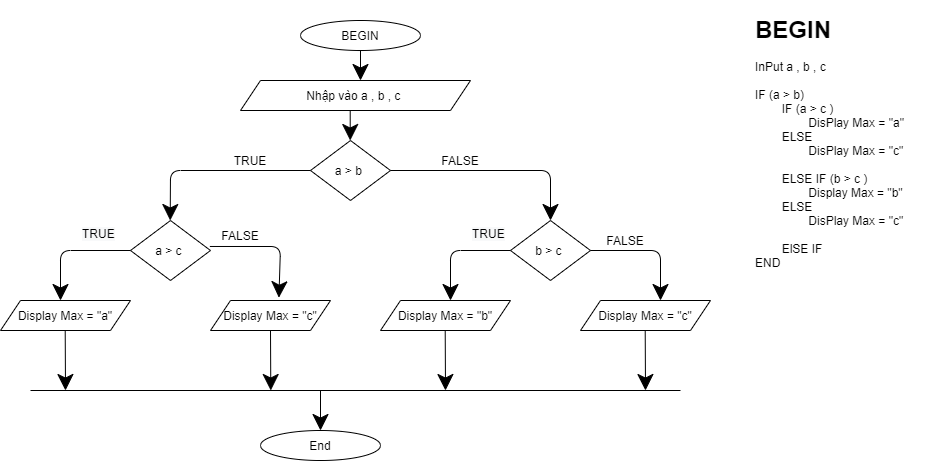 BEGIN
Nhập vào a , b , c
a > b
TRUE
FALSE
a > c
TRUE
FALSE
b > c
TRUE
FALSE
Display Max = "a"
Display Max = "c"
Display Max = "b"
Display Max = "c"
End
BEGIN
InPut a , b , c
IF (a > b)
IF (a > c )
DisPlay Max = "a"
ELSE
DisPlay Max = "c"
ELSE IF (b > c )
Display Max = "b"
ELSE
DisPlay Max = "c"
EISE IF
END